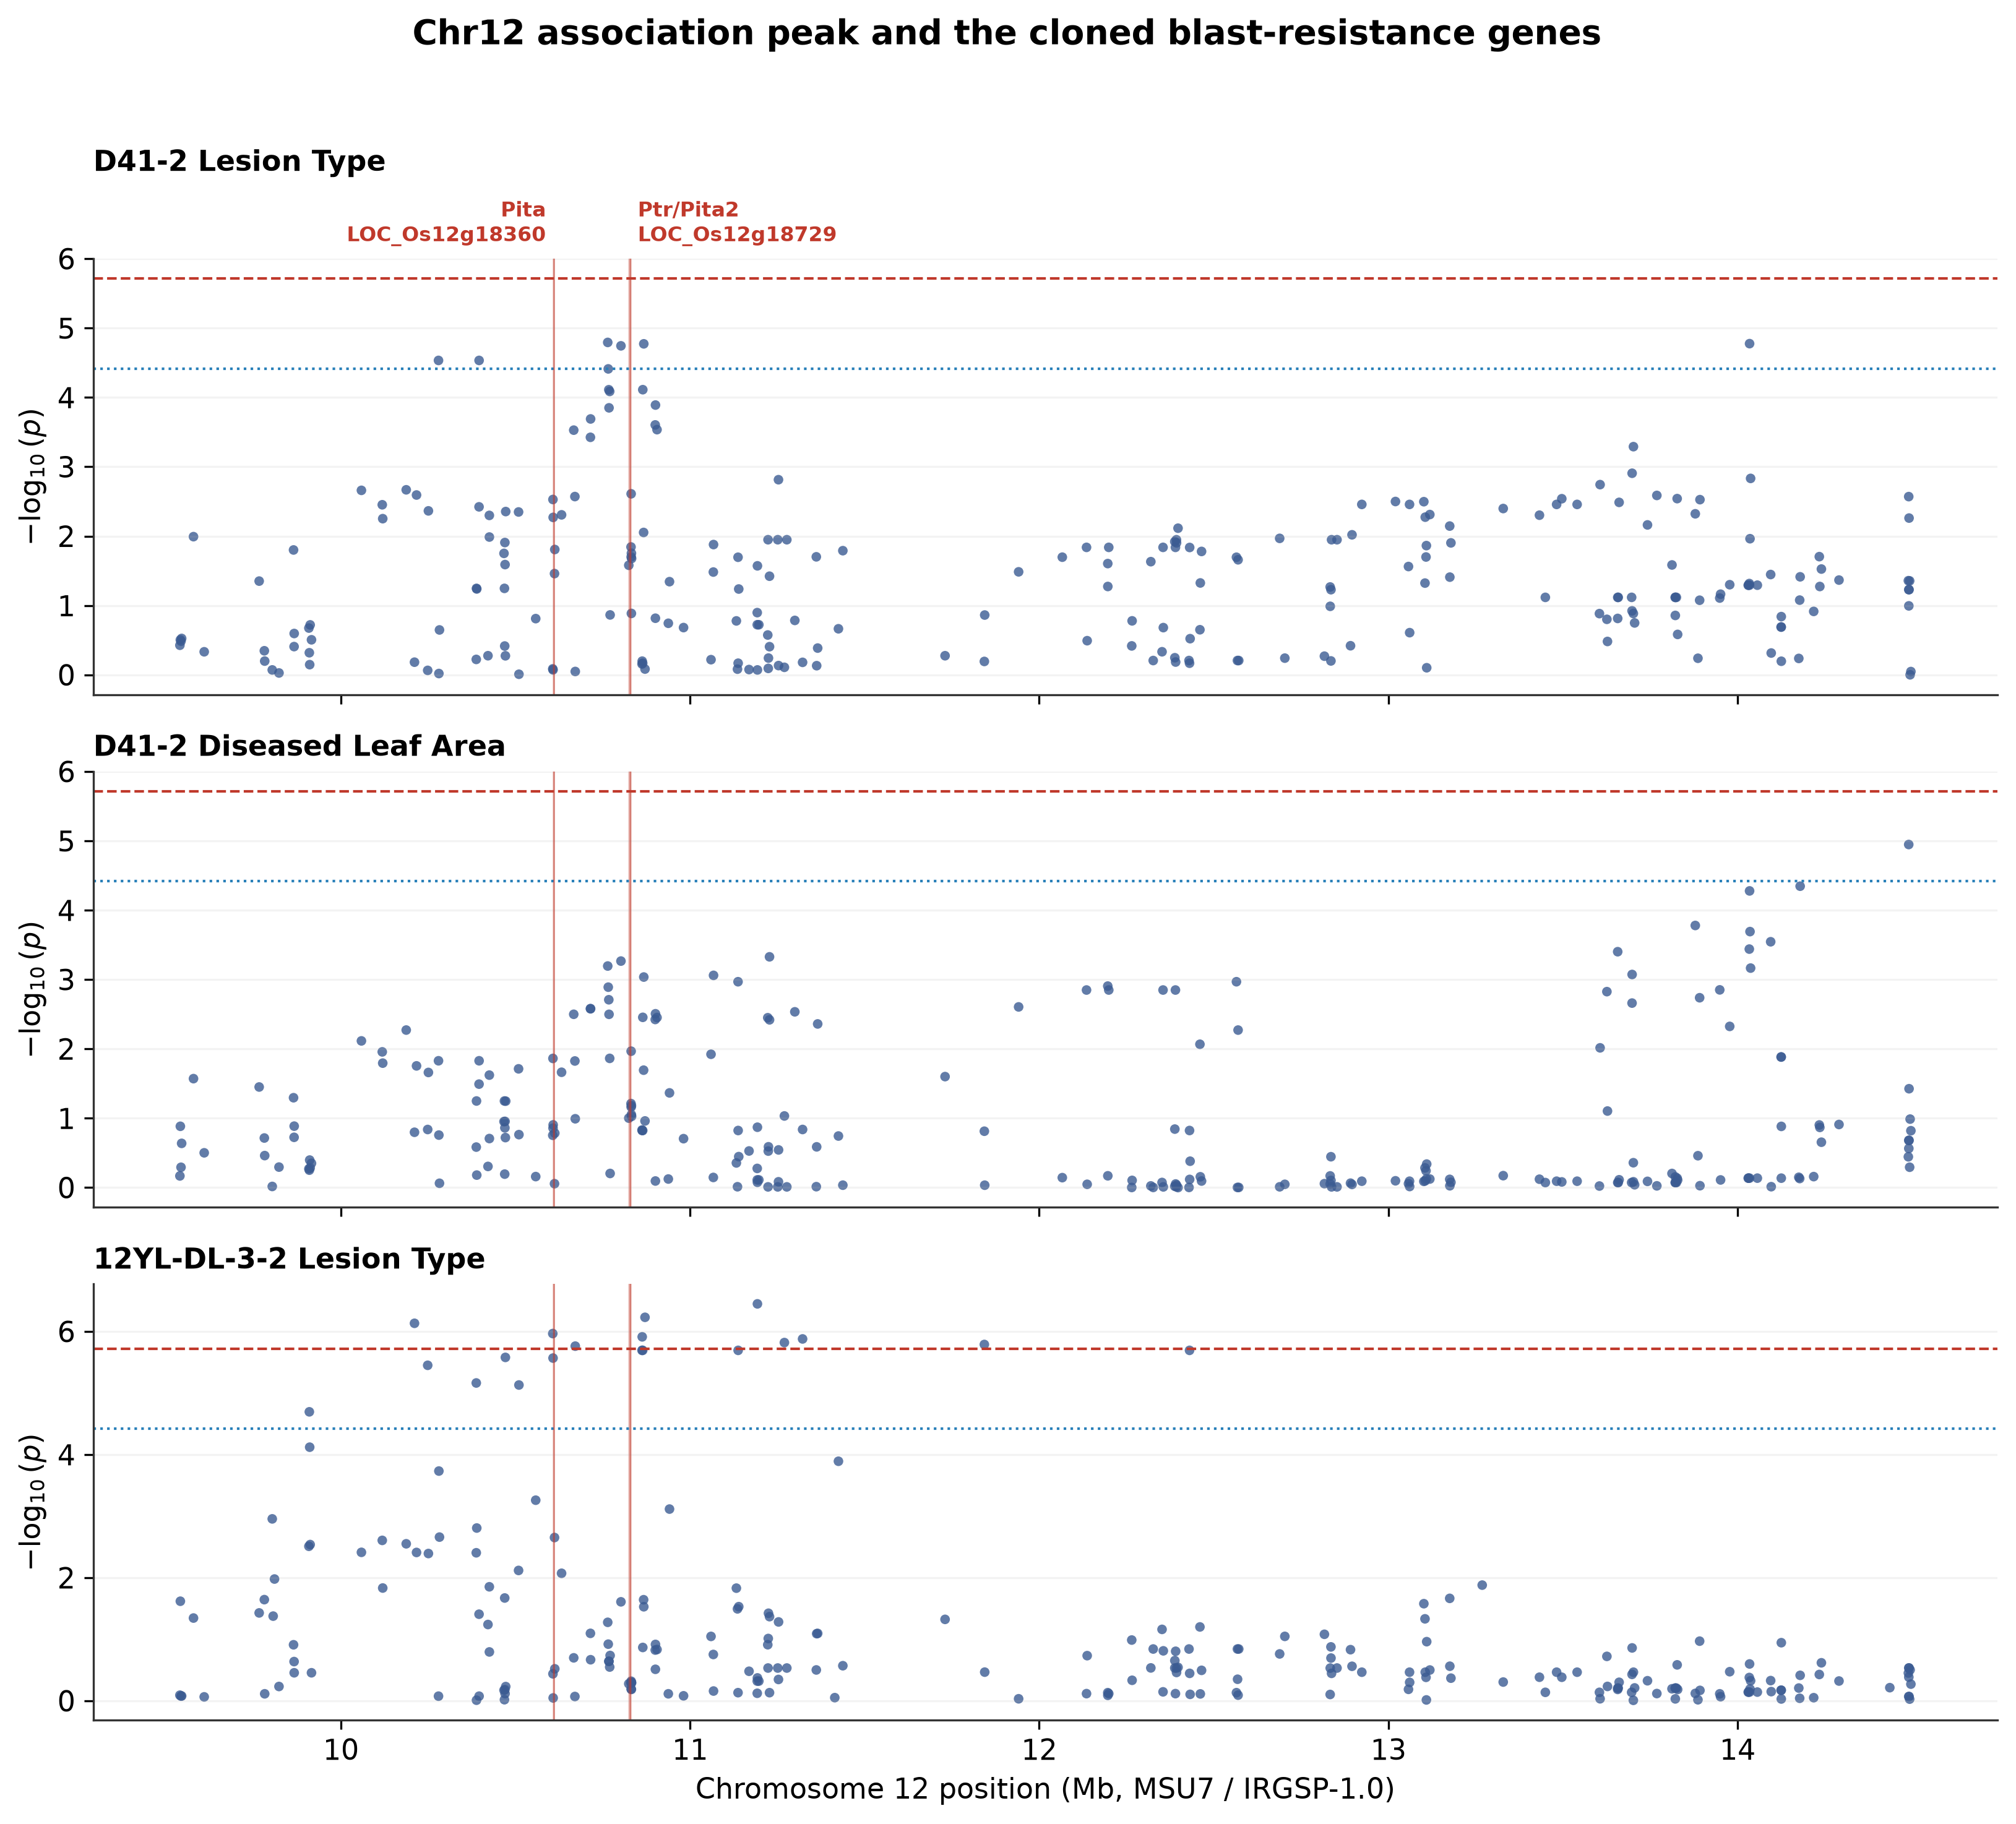 Chr12 association peak and the cloned blast-resistance genes
D41-2 Lesion Type
Pita
LOC_Os12g18360
Ptr/Pita2
LOC_Os12g18729
6
5
4
3
2
1
0
−log10 (p)
D41-2 Diseased Leaf Area
6
5
4
3
2
1
0
−log10 (p)
12YL-DL-3-2 Lesion Type
6
4
2
0
−log10 (p)
10 11 12 13 14
Chromosome 12 position (Mb, MSU7 / IRGSP-1.0)